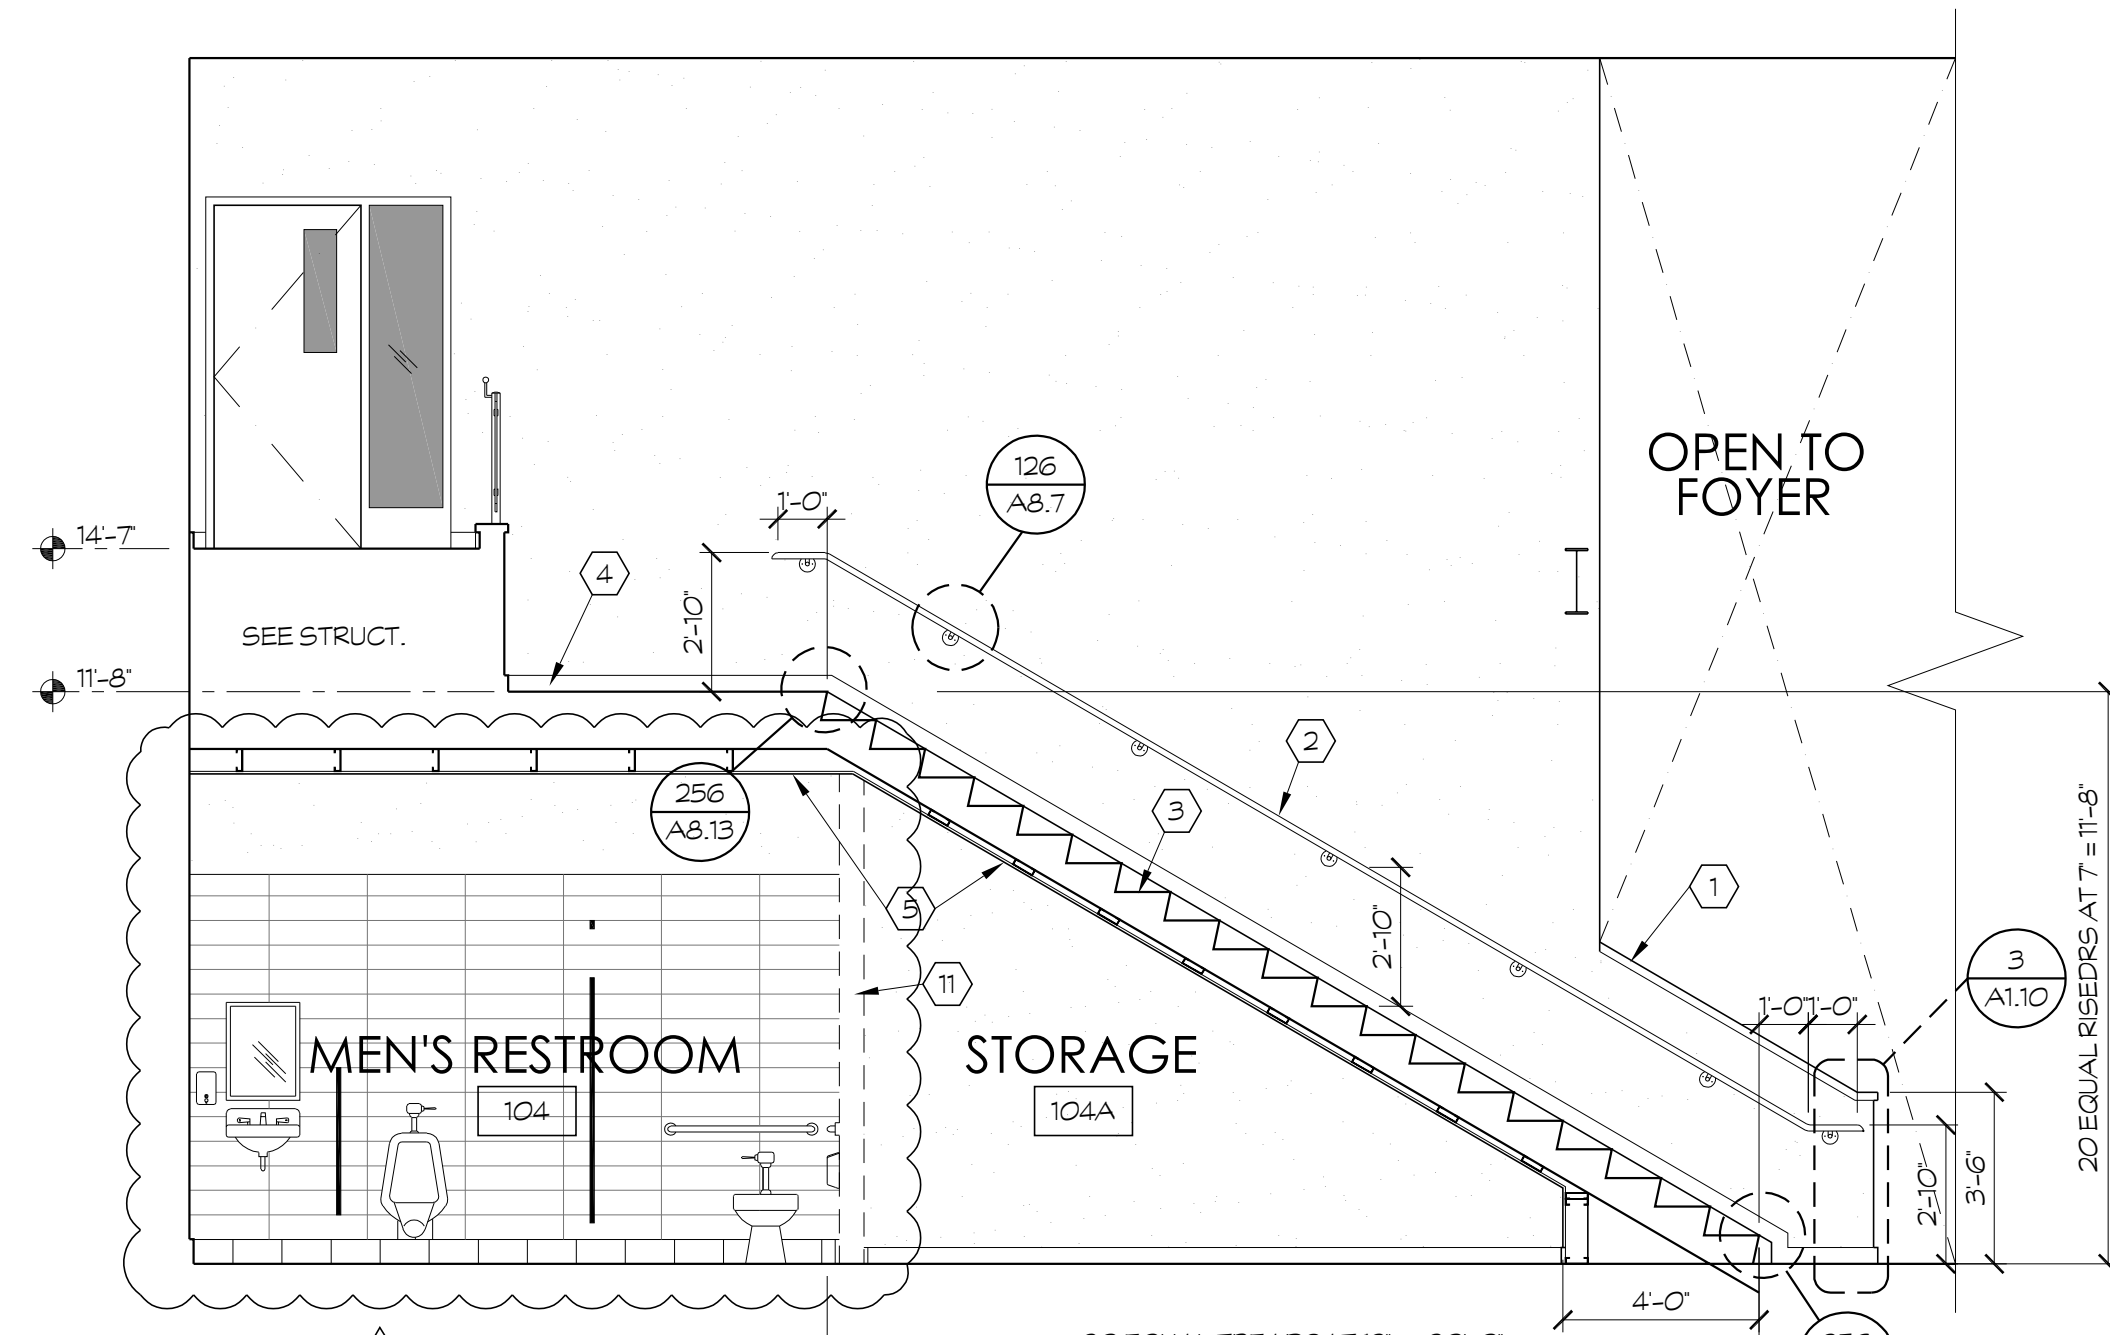 OPEN TO
FOYER
126
A8.7
1'-0"
14'-7"
4
2'-10"
SEE STRUCT.
11'-8"
2
256
A8.13
3
20 EQUAL RISEDRS AT 7" = 11'-8"
1
5
2'-10"
3
A1.10
11
1'-0"
1'-0"
MEN'S RESTROOM
STORAGE
104
104A
2'-10"
3'-6"
4'-0"